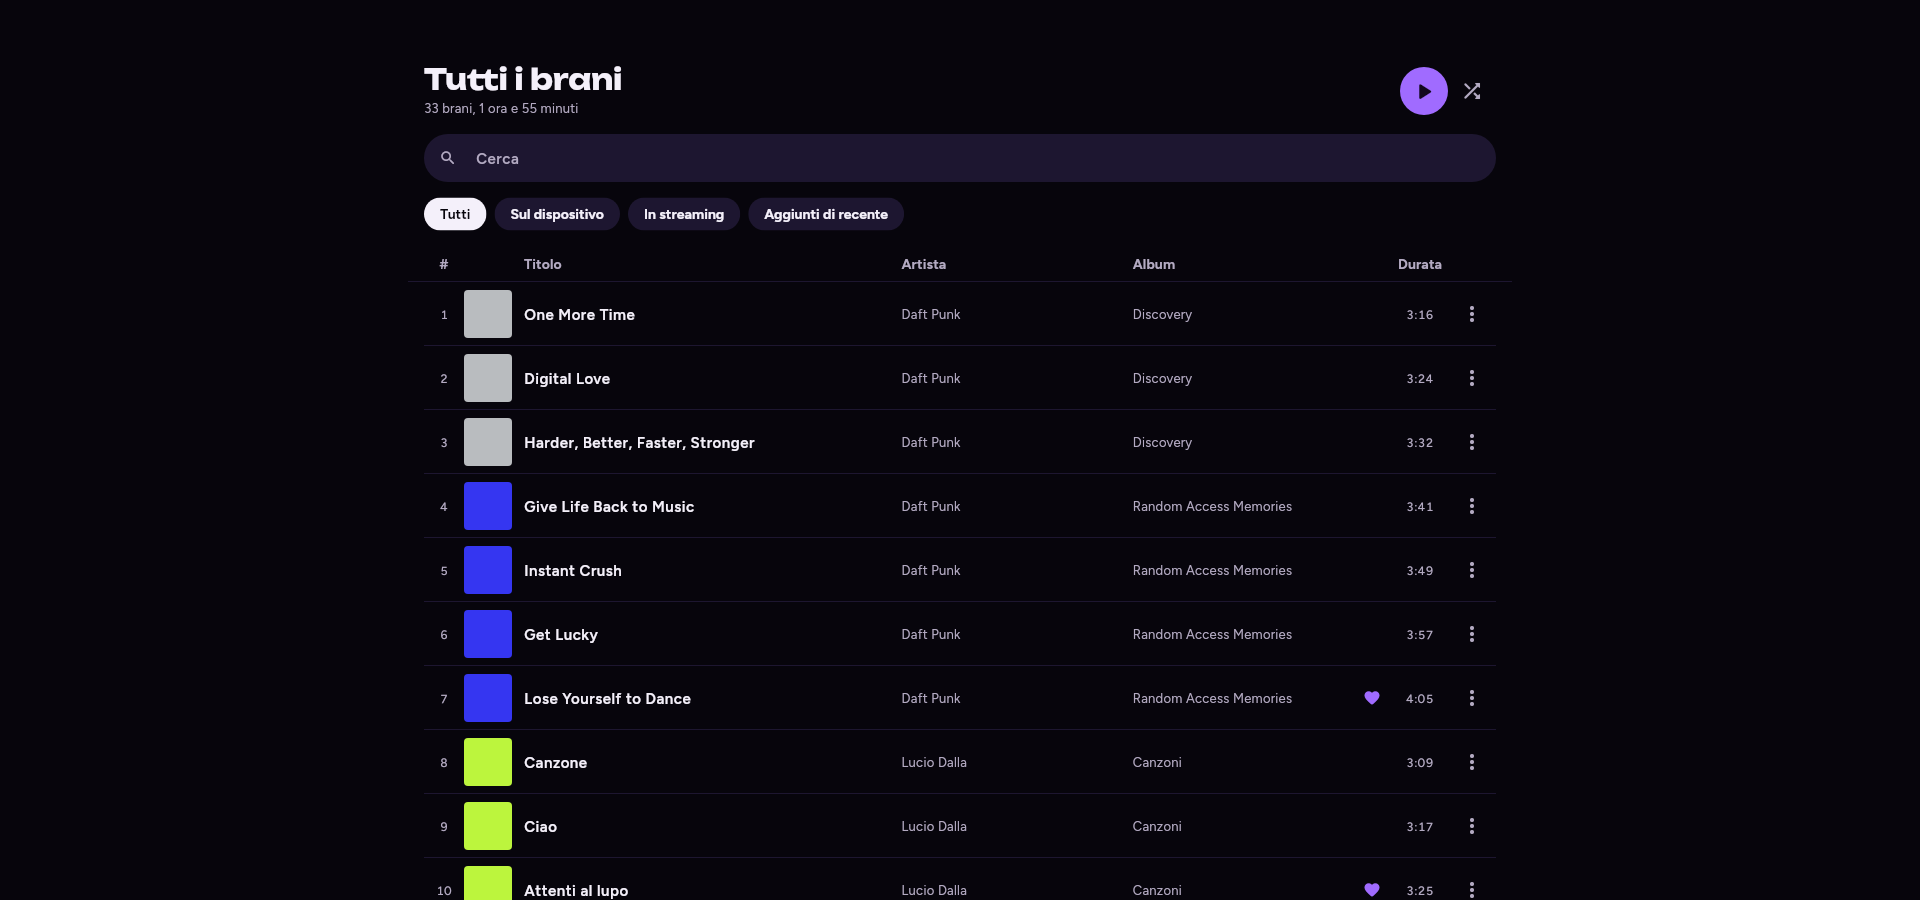 Tutti i brani
33 brani, 1 ora e 55 minuti
Cerca
Tutti Sul dispositivo In streaming Aggiunti di recente
# Titolo Artista Album Durata
1 One More Time Daft Punk Discovery 3:16
2 Digital Love Daft Punk Discovery 3:24
3 Harder, Better, Faster, Stronger Daft Punk Discovery 3:32
4 Give Life Back to Music Daft Punk Random Access Memories 3:41
5 Instant Crush Daft Punk Random Access Memories 3:49
6 Get Lucky Daft Punk Random Access Memories 3:57
7 Lose Yourself to Dance Daft Punk Random Access Memories 4:05
8 Canzone Lucio Dalla Canzoni 3:09
9 Ciao Lucio Dalla Canzoni 3:17
10 Attenti al lupo Lucio Dalla Canzoni 3:25